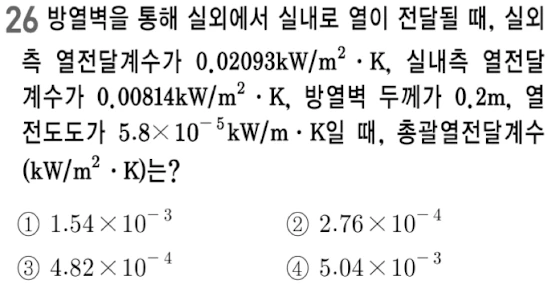 26 방열벽을 통해 실외에서 실내로 열이 전달될 때, 실외
측 열전달계수가 0.02093kW/m²·K, 실내측 열전달
계수가 0.00814kW/m²·K, 방열벽 두께가 0.2m, 열
전도도가 5.8×10⁻⁵kW/m·K일 때, 총괄열전달계수
(kW/m²·K)는?
① 1.54×10⁻³ ② 2.76×10⁻⁴
③ 4.82×10⁻⁴ ④ 5.04×10⁻³